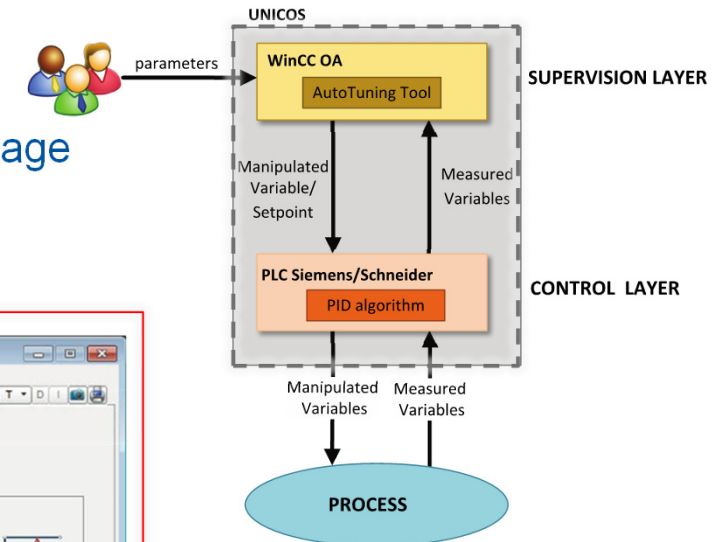 UNICOS
parameters
WinCC OA
AutoTuning Tool
SUPERVISION LAYER
age
Manipulated
Variable/
Setpoint
Measured
Variables
PLC Siemens/Schneider
PID algorithm
CONTROL LAYER
T D I
Manipulated
Variables
Measured
Variables
PROCESS